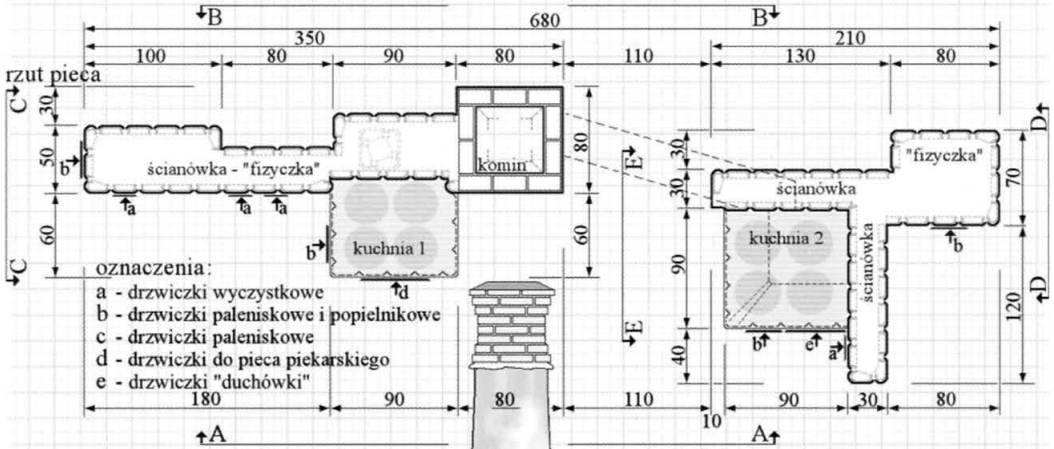 B B
680
350 210
100 80 90 80 110 130 80
rzut pieca
C 30 50 60 C
b ścianówka - "fizyczka" komin
a a a
80 60
b kuchnia 1
d
E E
30 30 90 40
ścianówka "fizyczka"
kuchnia 2 ścianówka
b
b e a
D 70 120 D
oznaczenia:
a - drzwiczki wyczystkowe
b - drzwiczki paleniskowe i popielnikowe
c - drzwiczki paleniskowe
d - drzwiczki do pieca piekarskiego
e - drzwiczki "duchówki"
180 90 80 110 90 30 80
10
A A